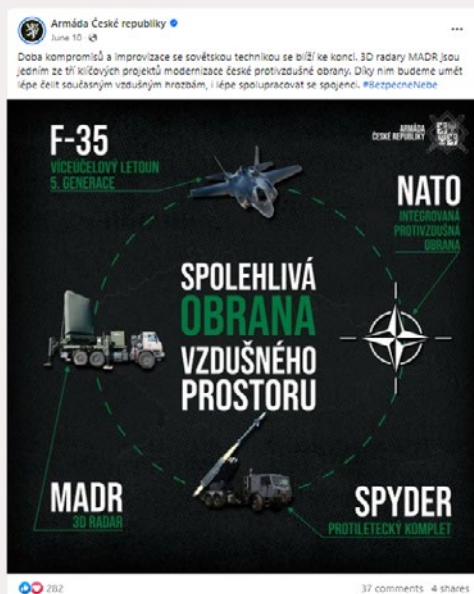 Armáda České republiky
June 10
Doba kompromisů a improvizace se sovětskou technikou se blíží ke konci. 3D radary MADR jsou
jedním ze tří klíčových projektů modernizace české protivzdušné obrany. Díky nim budeme umět
lépe čelit současným vzdušným hrozbám, i lépe spolupracovat se spojenci. #BezpecneNebe
ARMÁDA
ČESKÉ REPUBLIKY
F-35
VÍCEÚČELOVÝ LETOUN
5. GENERACE
NATO
INTEGROVANÁ
PROTIVZDUŠNÁ
OBRANA
SPOLEHLIVÁ
OBRANA
VZDUŠNÉHO
PROSTORU
MADR
3D RADAR
SPYDER
PROTILETECKÝ KOMPLET
282
37 comments 4 shares